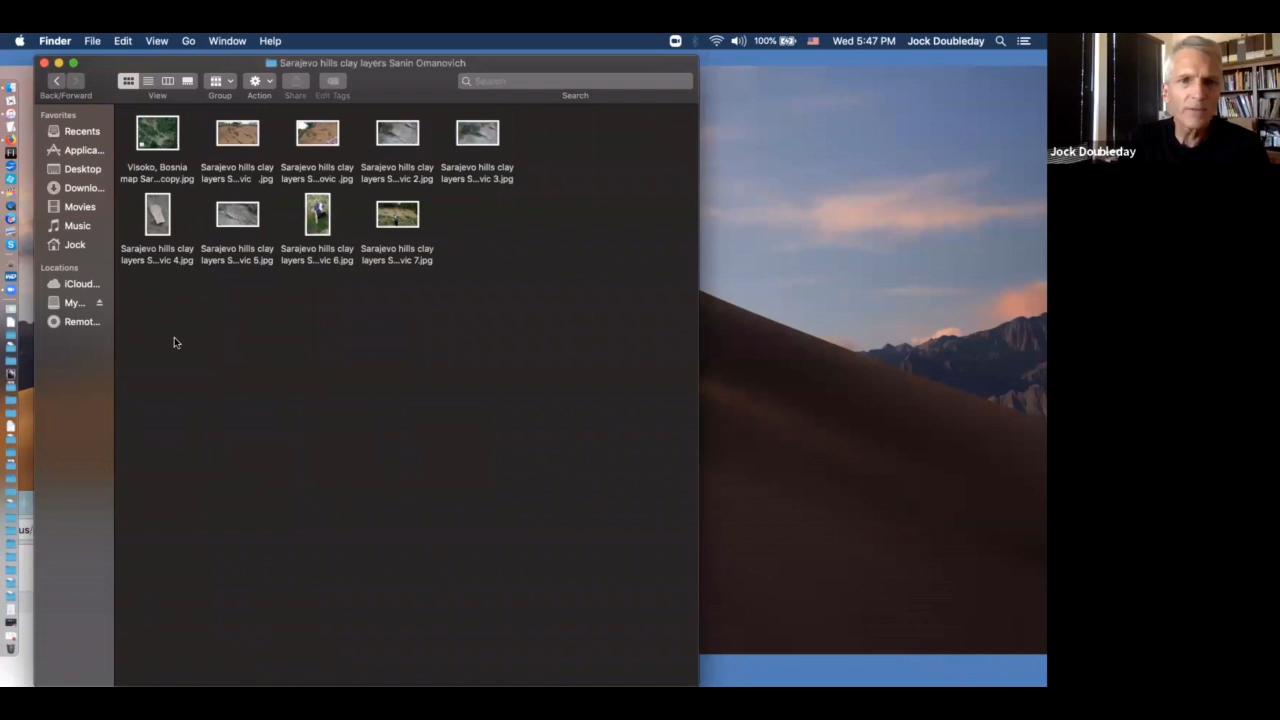 Finder File Edit View Go Window Help 100% Wed 5:47 PM Jock Doubleday
Sarajevo hills clay layers Sanin Omanovich
Search
Back/Forward View Group Action Share Edit Tags Search
Favorites
Recents
Applica...
Desktop
Downlo...
Movies
Music
Jock
Locations
iCloud...
My...
Remot...
Visoko, Bosnia
map Sar...copy.jpg
Sarajevo hills clay
layers S...vic .jpg
Sarajevo hills clay
layers S...ovic .jpg
Sarajevo hills clay
layers S...vic 2.jpg
Sarajevo hills clay
layers S...vic 3.jpg
Sarajevo hills clay
layers S...vic 4.jpg
Sarajevo hills clay
layers S...vic 5.jpg
Sarajevo hills clay
layers S...vic 6.jpg
Sarajevo hills clay
layers S...vic 7.jpg
us/
Jock Doubleday